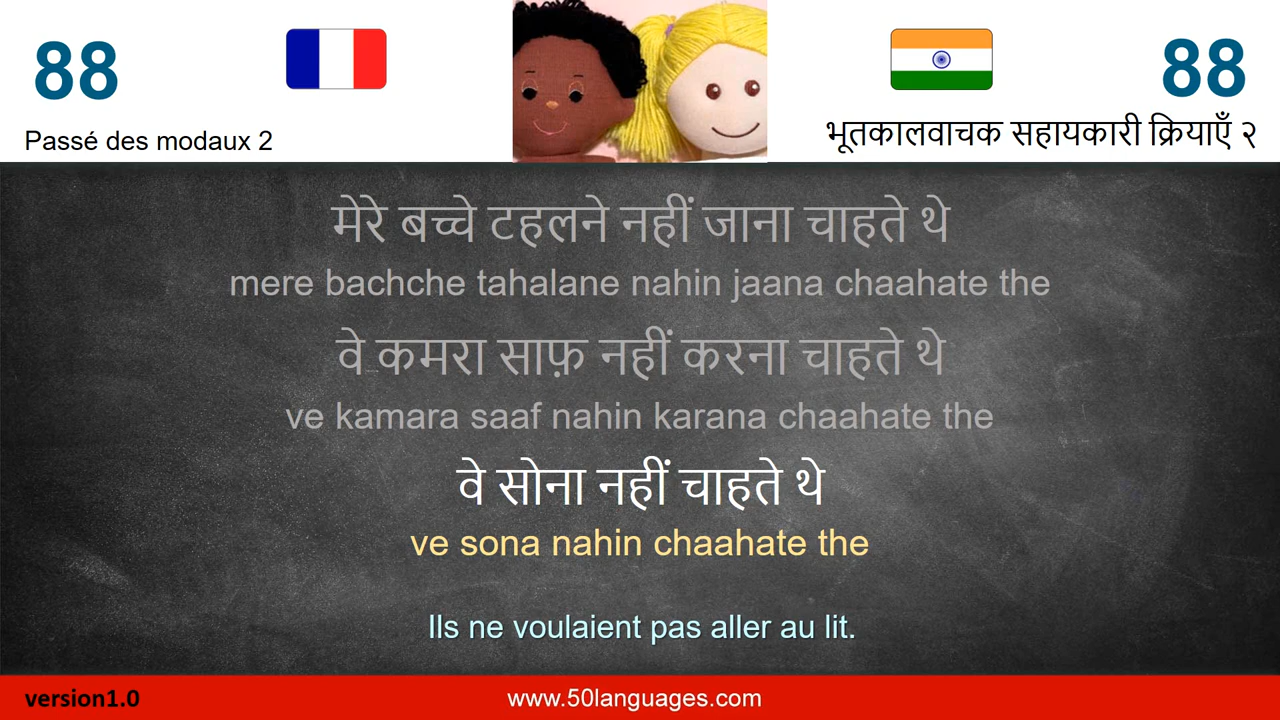 88
88
Passé des modaux 2
भूतकालवाचक सहायकारी क्रियाएँ २
मेरे बच्चे टहलने नहीं जाना चाहते थे
mere bachche tahalane nahin jaana chaahate the
वे कमरा साफ़ नहीं करना चाहते थे
ve kamara saaf nahin karana chaahate the
वे सोना नहीं चाहते थे
ve sona nahin chaahate the
Ils ne voulaient pas aller au lit.
version1.0
www.50languages.com